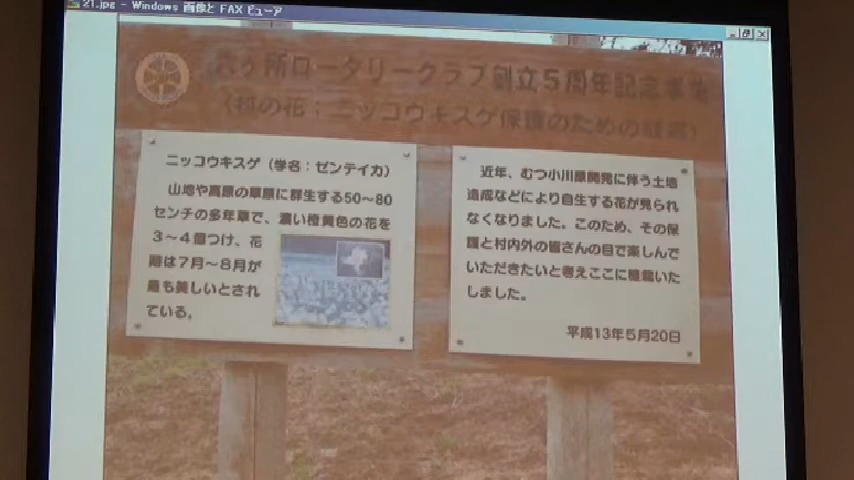 21.jpg - Windows 画像と FAX ビューア
六ヶ所ロータリークラブ創立5周年記念事業
(村の花：ニッコウキスゲ保護のための植栽)
ニッコウキスゲ（学名：ゼンテイカ）
山地や高原の草原に群生する50〜80
センチの多年草で、濃い橙黄色の花を
3〜4個つけ、花
期は7月〜8月が
最も美しいとされ
ている。
近年、むつ小川原開発に伴う土地
造成などにより自生する花が見られ
なくなりました。このため、その保
護と村内外の皆さんの目で楽しんで
いただきたいと考えここに植栽いた
しました。
平成13年5月20日